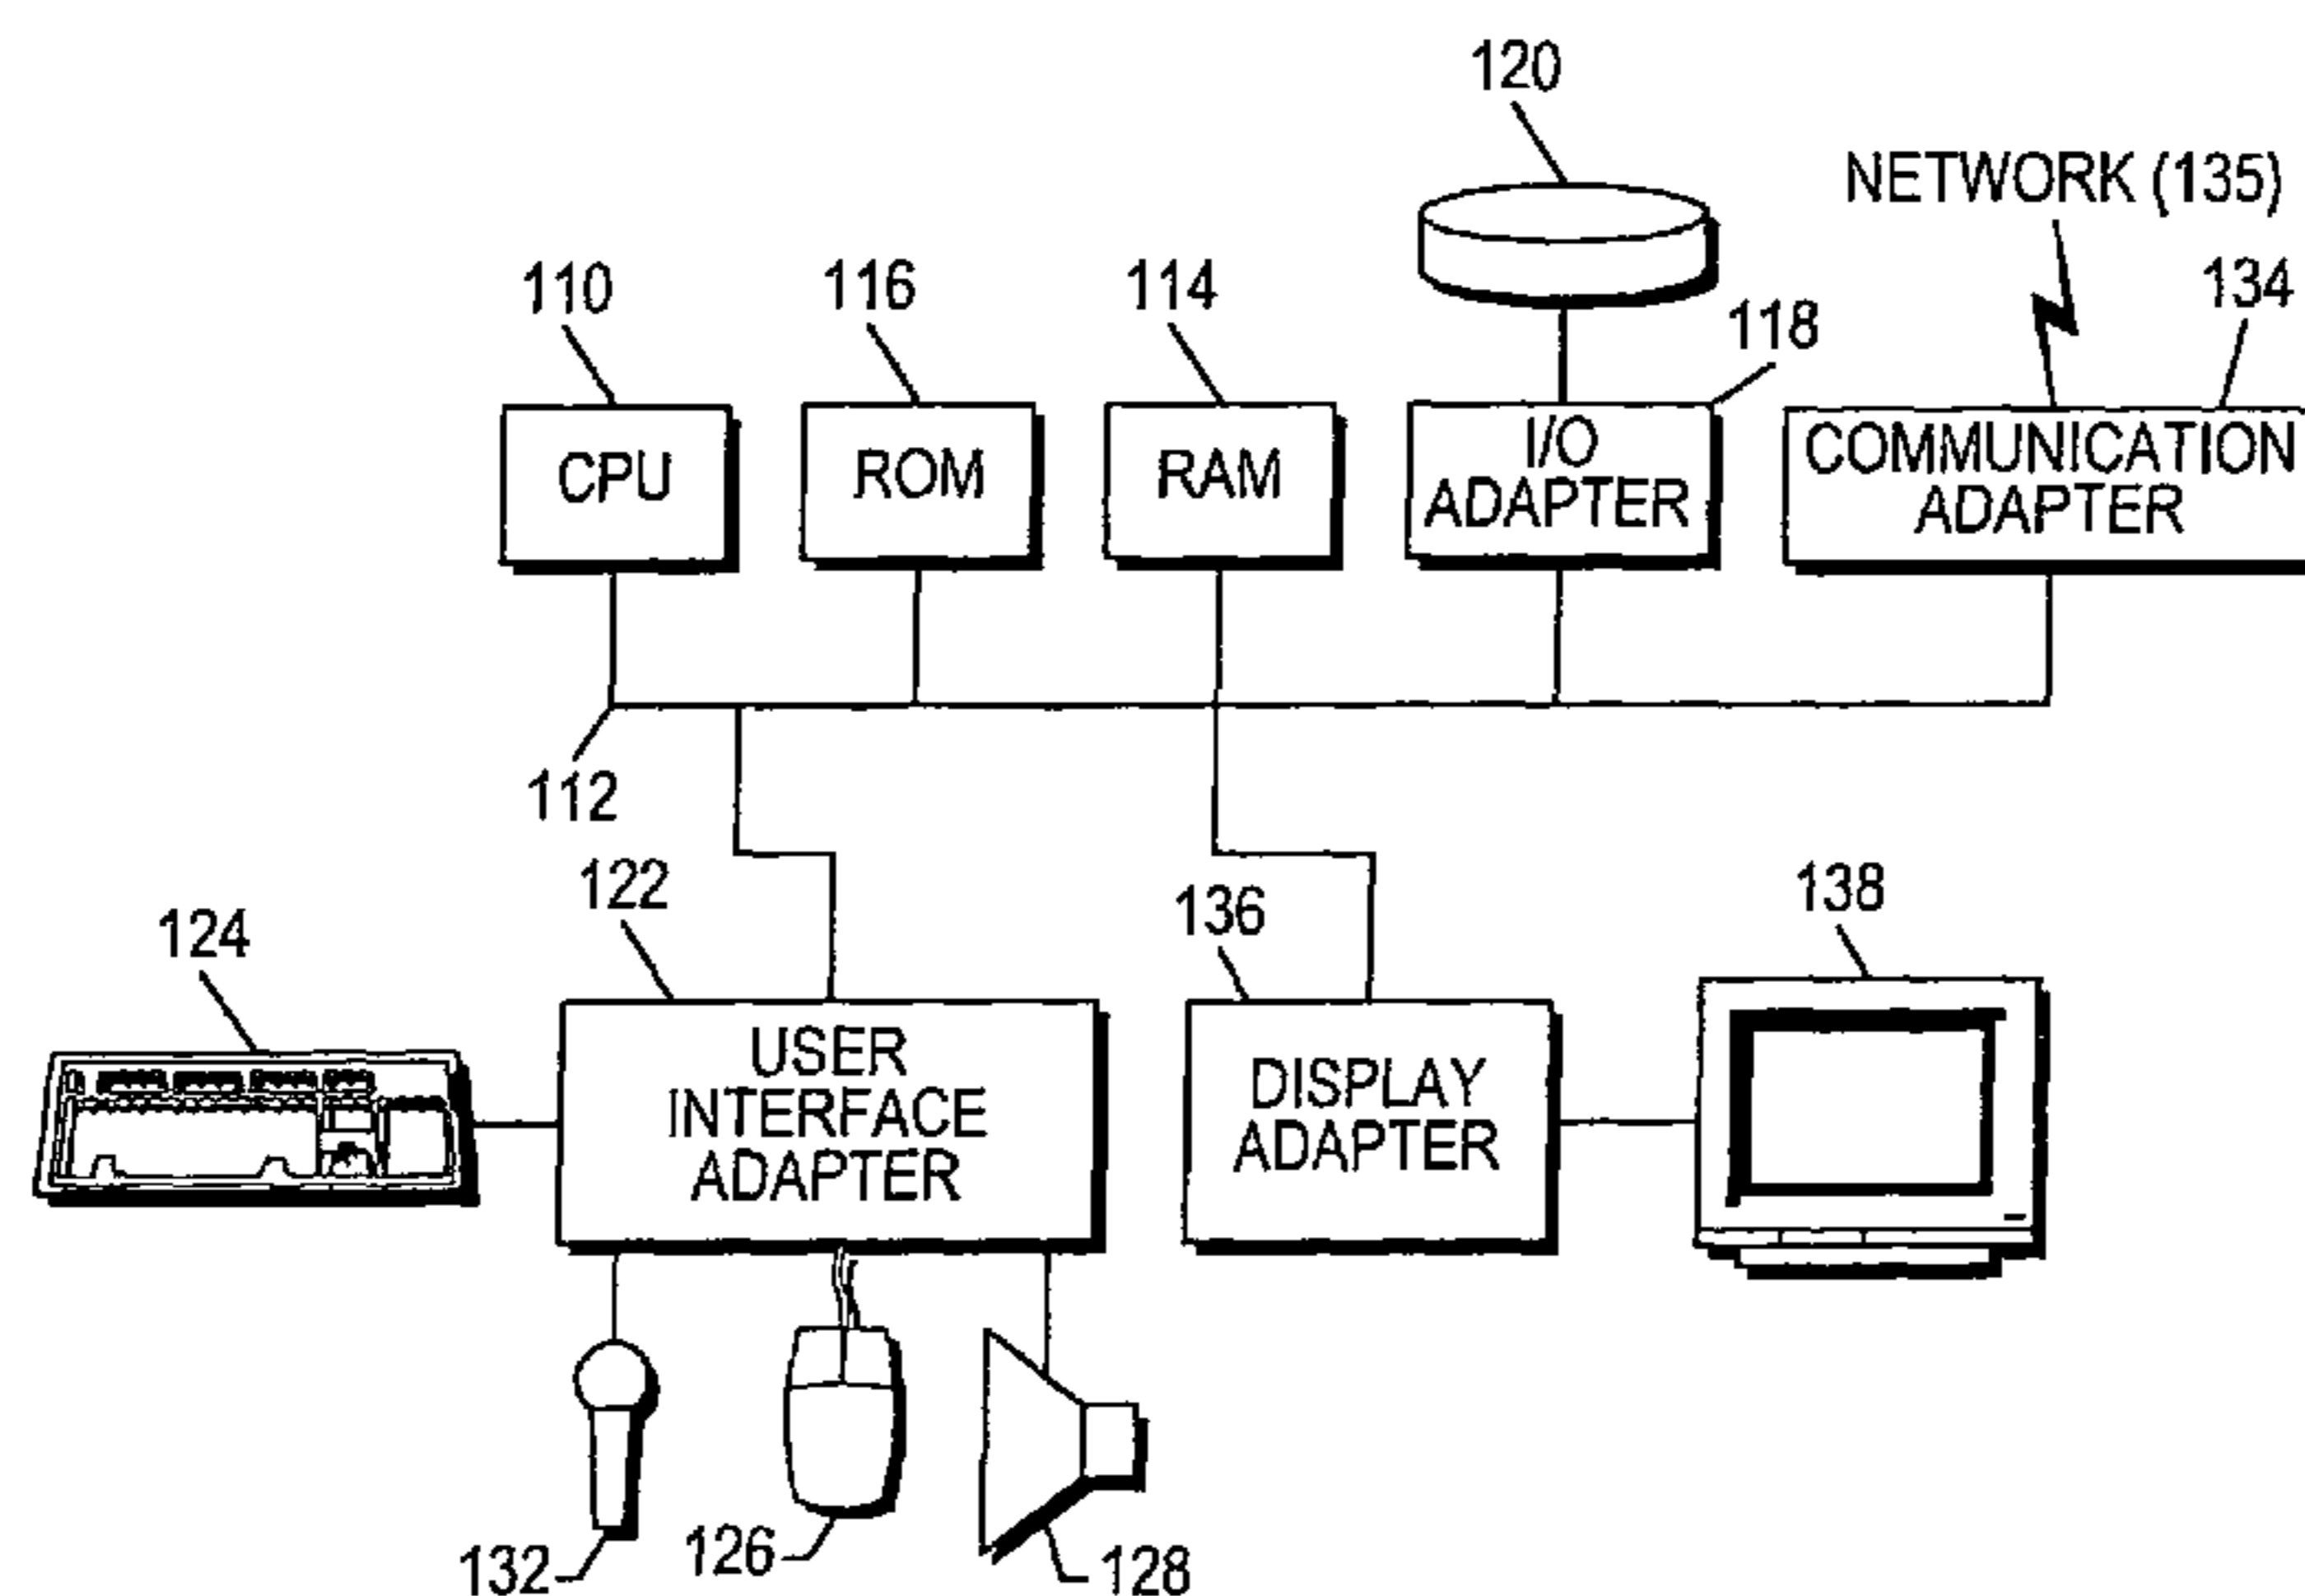 120
NETWORK (135)
110
116
114
118
134
CPU
ROM
RAM
I/O
ADAPTER
COMMUNICATION
ADAPTER
112
122
136
138
124
USER
INTERFACE
ADAPTER
DISPLAY
ADAPTER
132
126
128